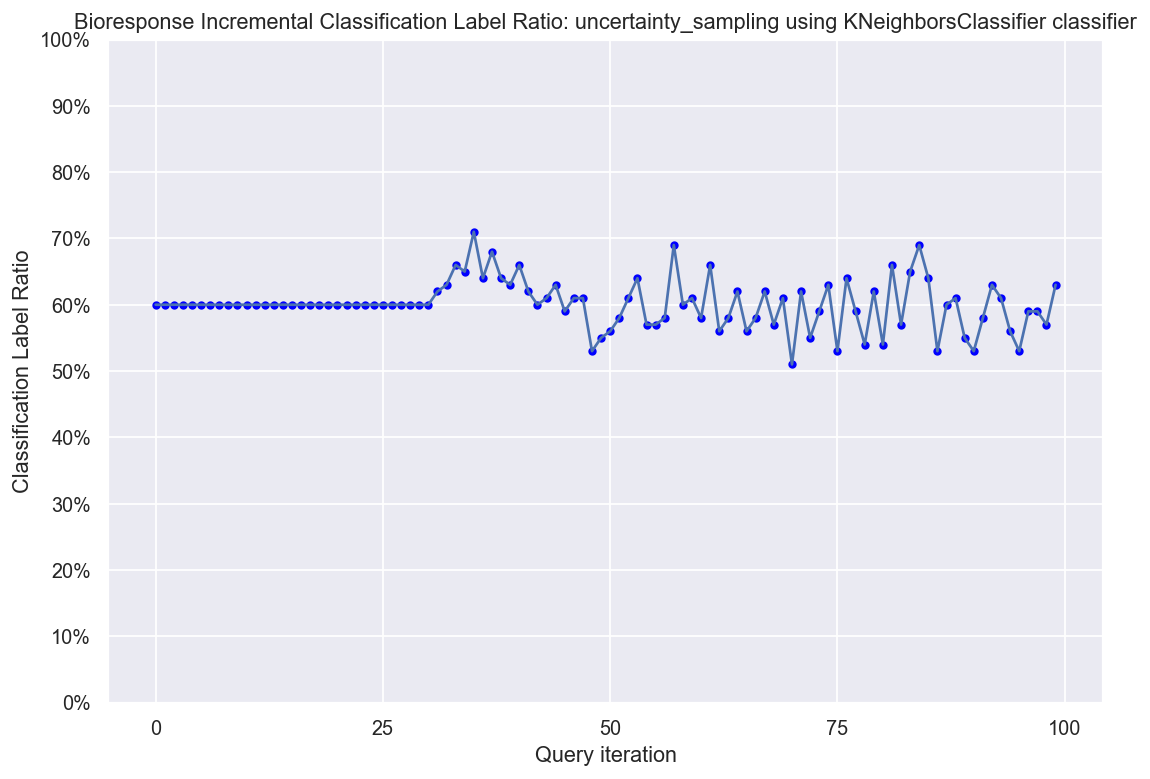 Bioresponse Incremental Classification Label Ratio: uncertainty_sampling using KNeighborsClassifier classifier
100%
90%
80%
70%
60%
50%
40%
30%
20%
10%
0%
Classification Label Ratio
0 25 50 75 100
Query iteration